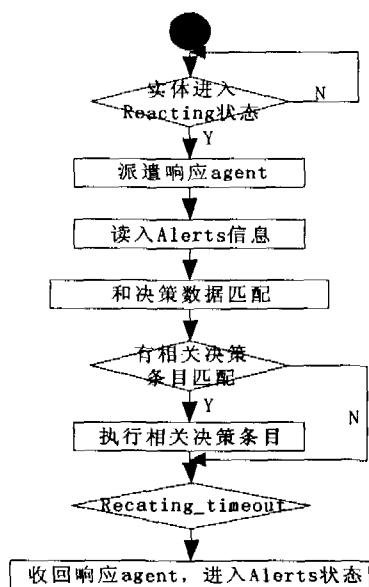 实体进入
Reacting状态
N
Y
派遣响应agent
读入Alerts信息
和决策数据匹配
有相关决策
条目匹配
Y
N
执行相关决策条目
Recating_timeout
收回响应agent，进入Alerts状态